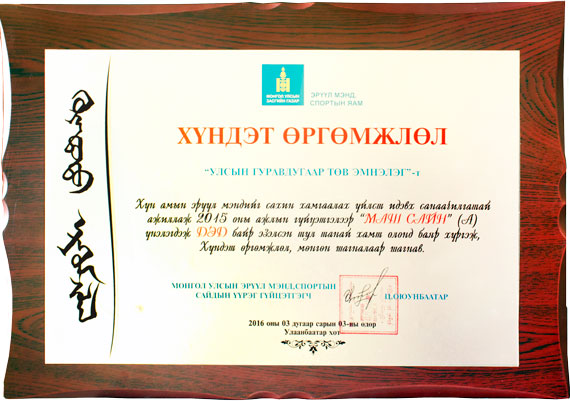 МОНГОЛ УЛСЫН
ЗАСГИЙН ГАЗАР
ЭРҮҮЛ МЭНД,
СПОРТЫН ЯАМ
ХҮНДЭТ ӨРГӨМЖЛӨЛ
“УЛСЫН ГУРАВДУГААР ТӨВ ЭМНЭЛЭГ”-т
Хүн амын эрүүл мэндийг сахин хамгаалах үйлст идэвх санаачилгатай
ажиллаж 2015 оны ажлын гүйцэтгэлээр “МАШ САЙН” (А)
үнэлэгдэж ДЭД байр эзэлсэн тул танай хамт олонд баяр хүргэж,
Хүндэт өргөмжлөл, мөнгөн шагналаар шагнав.
МОНГОЛ УЛСЫН ЭРҮҮЛ МЭНД,СПОРТЫН
САЙДЫН ҮҮРЭГ ГҮЙЦЭТГЭГЧ
Ц.ОЮУНБААТАР
2016 оны 03 дугаар сарын 03-ны өдөр
Улаанбаатар хот